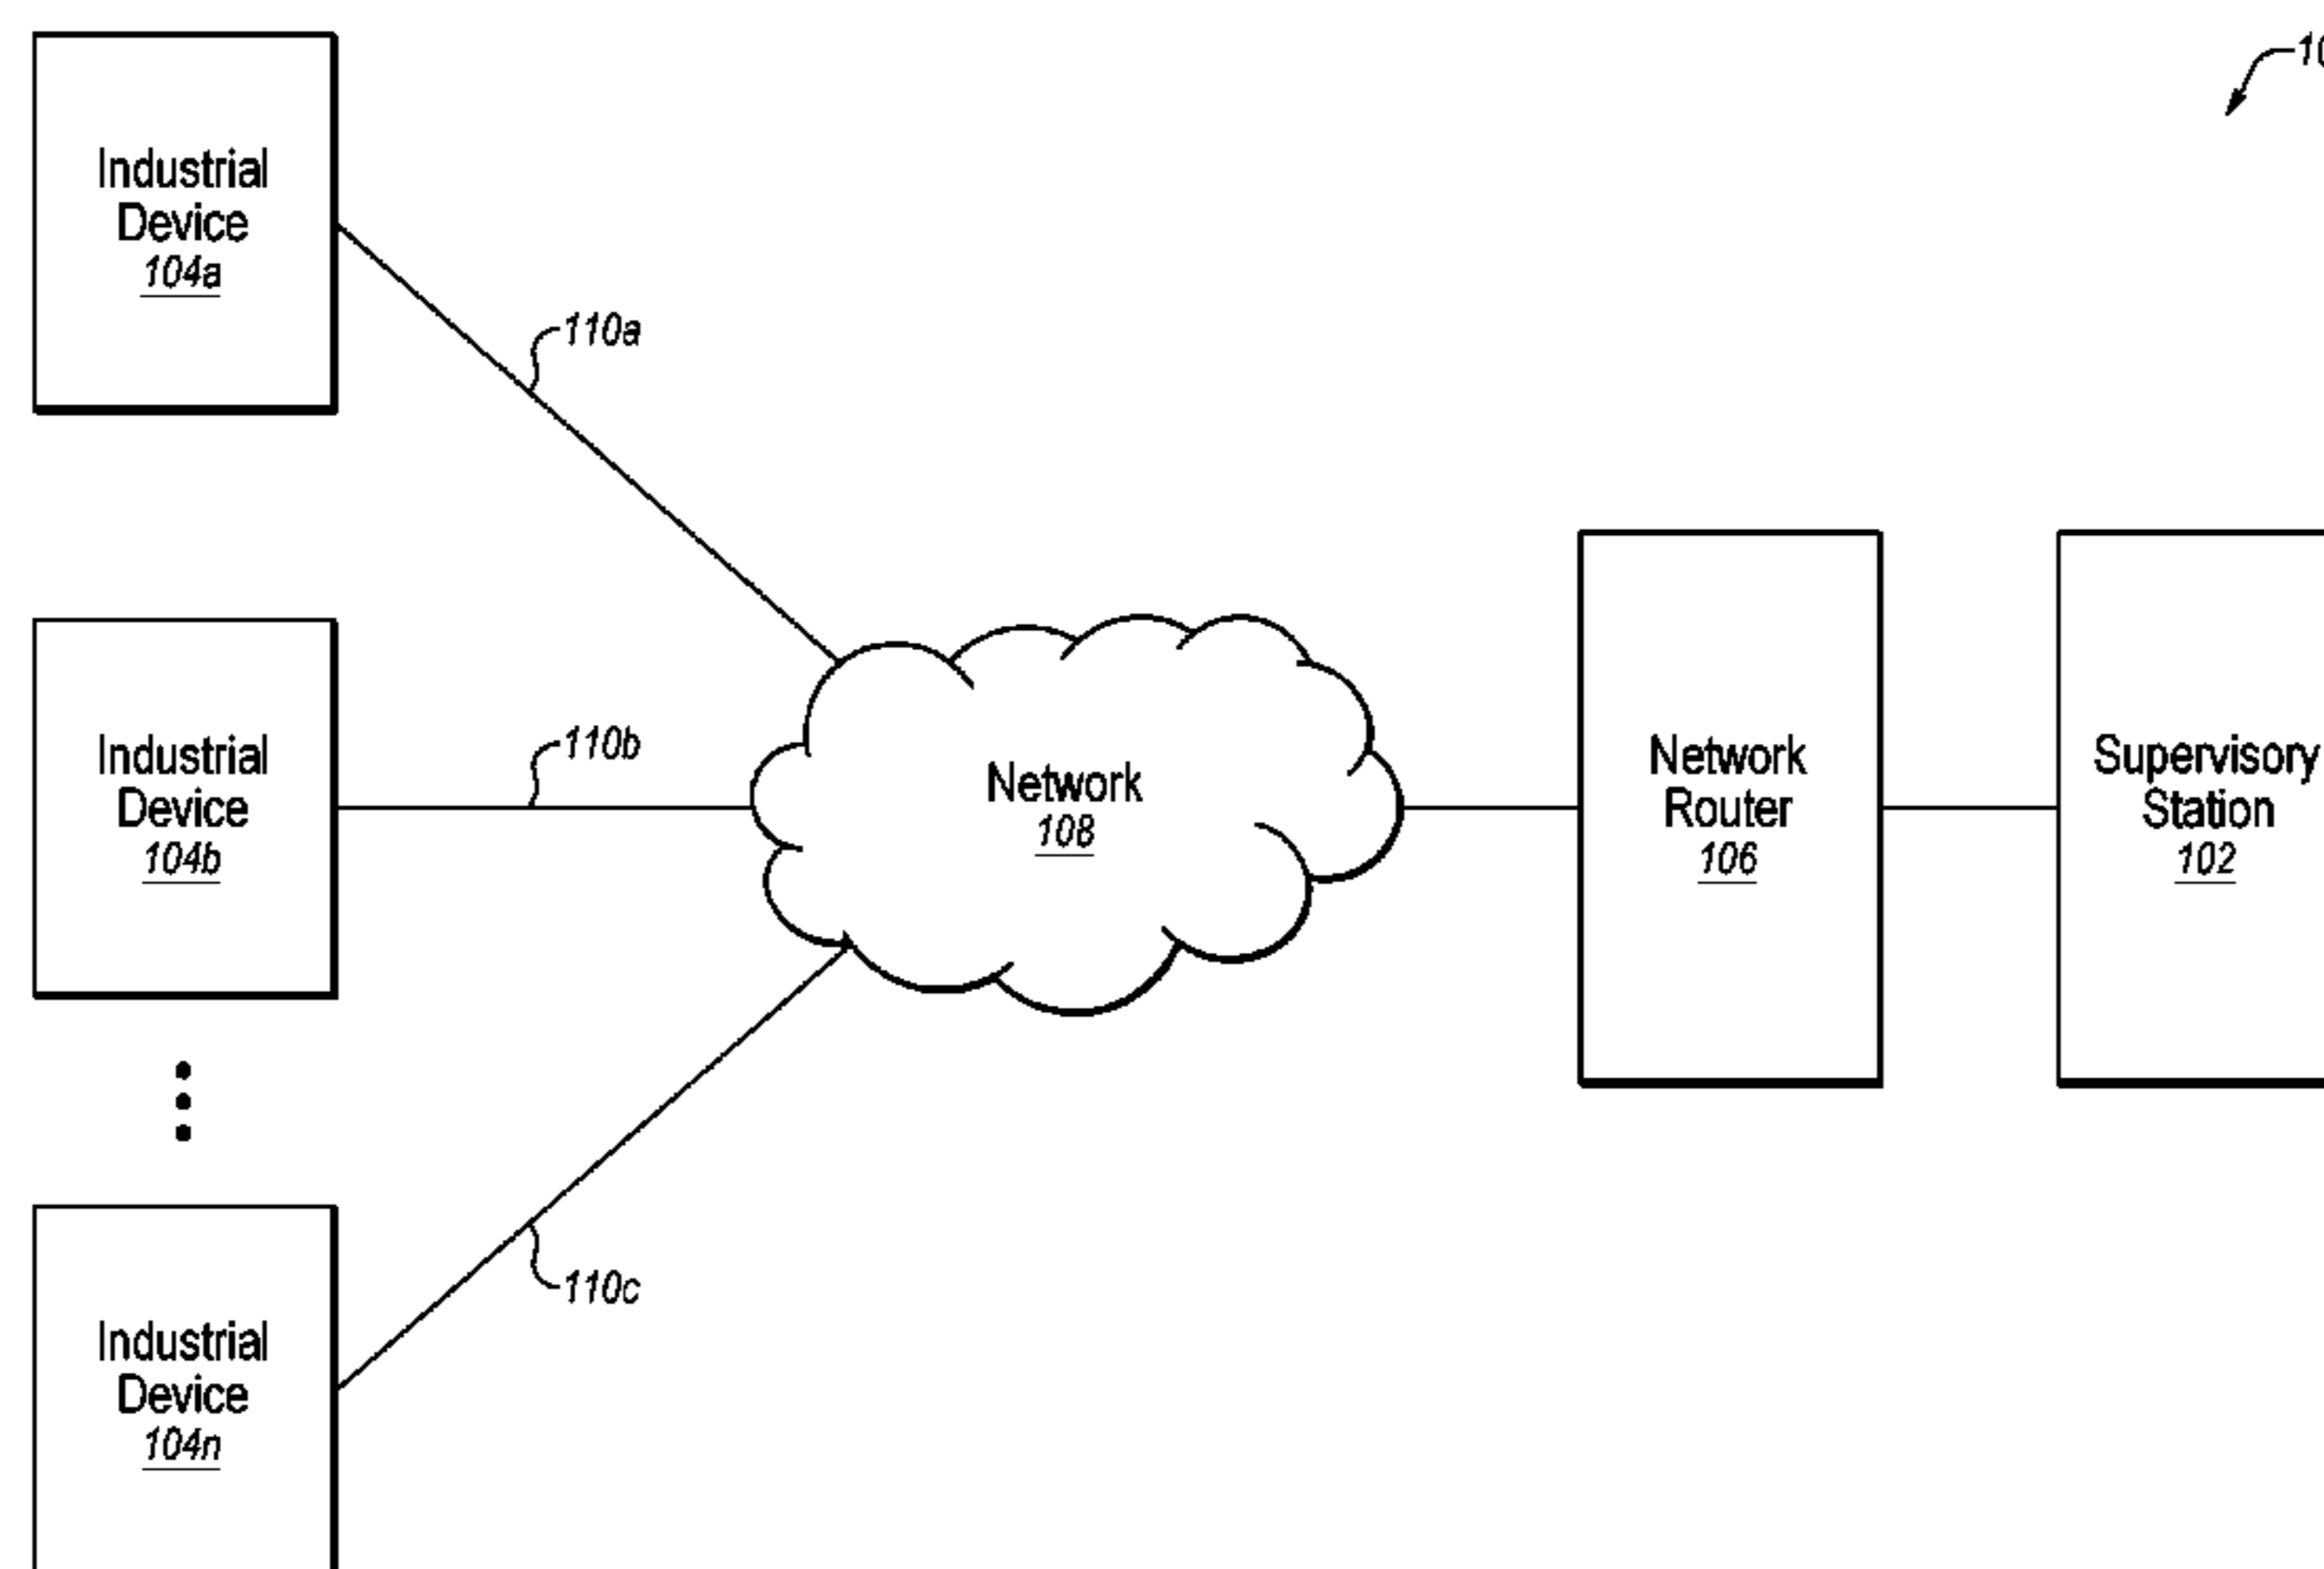 Industrial
Device
104a
110a
Industrial
Device
104b
110b
Network
108
Network
Router
106
Supervisory
Station
102
Industrial
Device
104n
110c